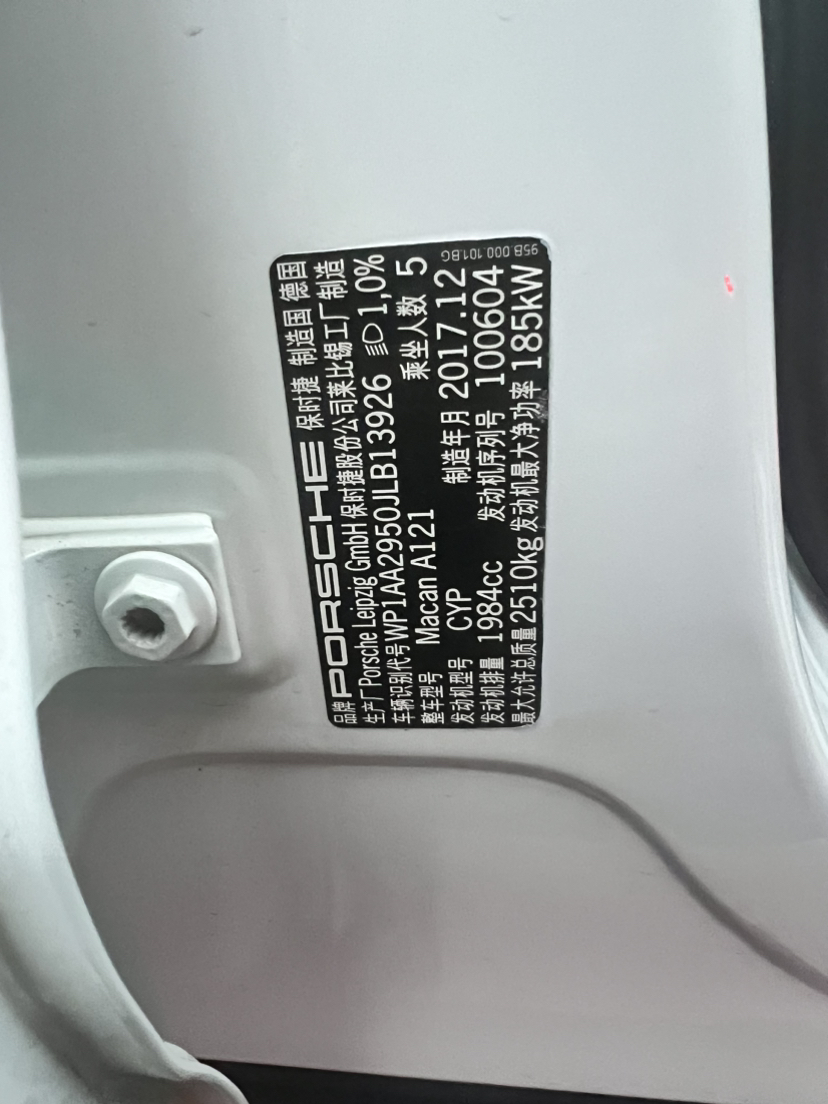 95B.000.101.BG
品牌 PORSCHE 保时捷 制造国 德国
生产厂 Porsche Leipzig GmbH 保时捷股份公司莱比锡工厂制造
车辆识别代号 WP1AA2950JLB13926 1,0%
整车型号 Macan A121 乘坐人数 5
发动机型号 CYP 制造年月 2017.12
发动机排量 1984cc 发动机序列号 100604
最大允许总质量 2510kg 发动机最大净功率 185kW